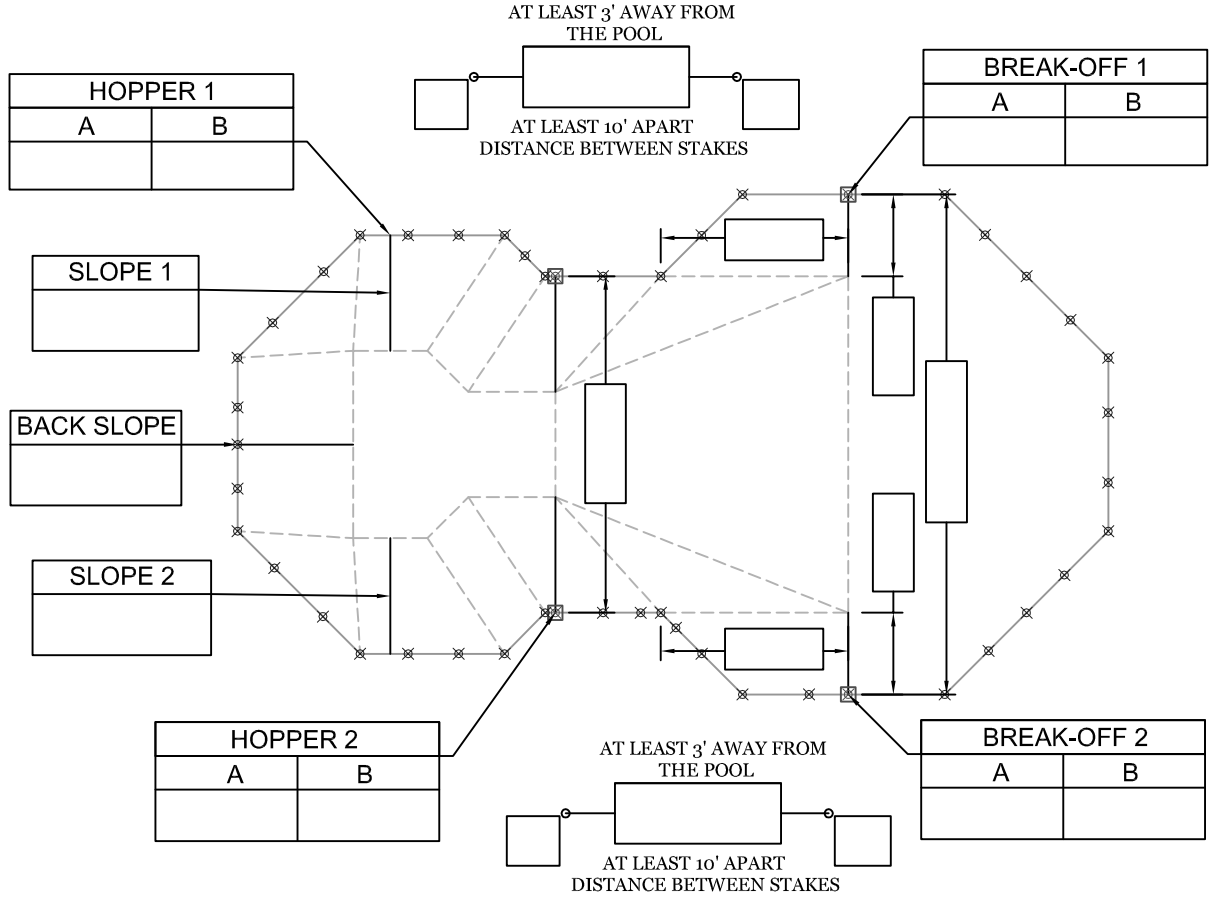 AT LEAST 3' AWAY FROM
THE POOL
AT LEAST 10' APART
DISTANCE BETWEEN STAKES
HOPPER 1
A B
BREAK-OFF 1
A B
SLOPE 1
BACK SLOPE
SLOPE 2
HOPPER 2
A B
BREAK-OFF 2
A B
AT LEAST 3' AWAY FROM
THE POOL
AT LEAST 10' APART
DISTANCE BETWEEN STAKES